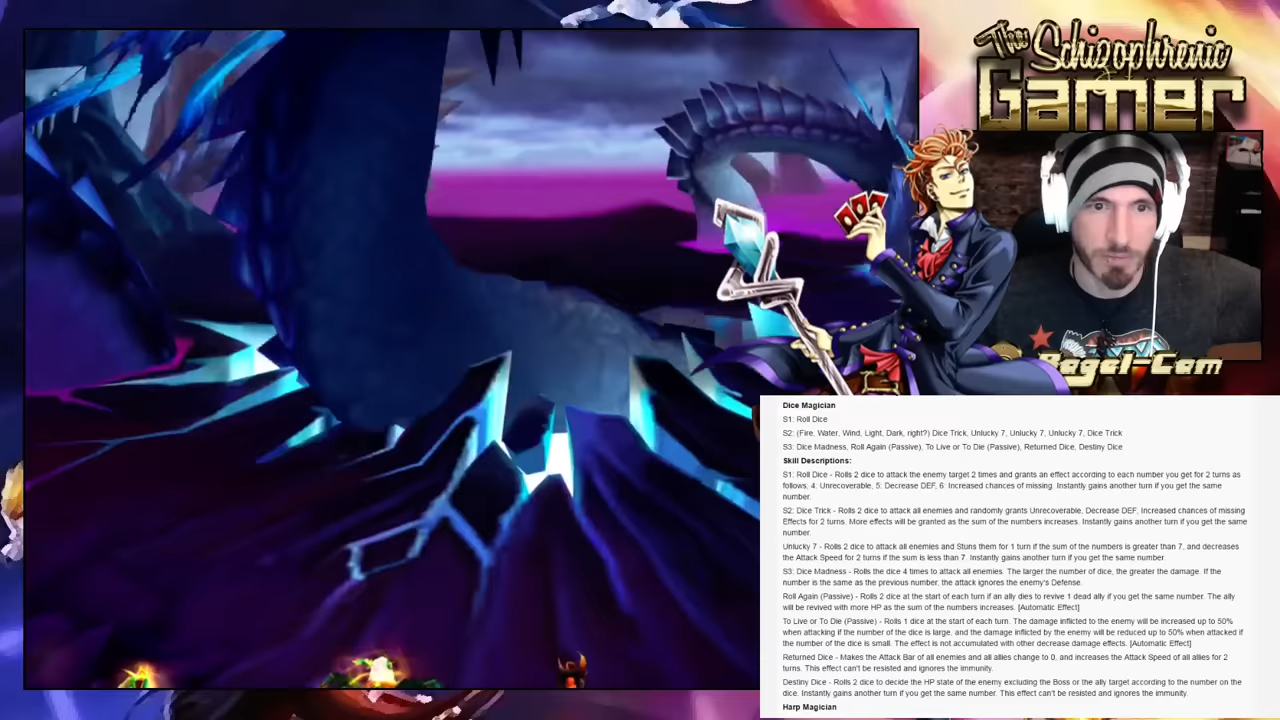 The Schizophrenic
Gamer
Bagel-Cam
Dice Magician
S1: Roll Dice
S2: (Fire, Water, Wind, Light, Dark, right?) Dice Trick, Unlucky 7, Unlucky 7, Unlucky 7, Dice Trick
S3: Dice Madness, Roll Again (Passive), To Live or To Die (Passive), Returned Dice, Destiny Dice
Skill Descriptions:
S1: Roll Dice - Rolls 2 dice to attack the enemy target 2 times and grants an effect according to each number you get for 2 turns as
follows, 4: Unrecoverable, 5: Decrease DEF, 6: Increased chances of missing. Instantly gains another turn if you get the same
number.
S2: Dice Trick - Rolls 2 dice to attack all enemies and randomly grants Unrecoverable, Decrease DEF, Increased chances of missing
Effects for 2 turns. More effects will be granted as the sum of the numbers increases. Instantly gains another turn if you get the same
number.
Unlucky 7 - Rolls 2 dice to attack all enemies and Stuns them for 1 turn if the sum of the numbers is greater than 7, and decreases
the Attack Speed for 2 turns if the sum is less than 7. Instantly gains another turn if you get the same number.
S3: Dice Madness - Rolls the dice 4 times to attack all enemies. The larger the number of dice, the greater the damage. If the
number is the same as the previous number, the attack ignores the enemy's Defense.
Roll Again (Passive) - Rolls 2 dice at the start of each turn if an ally dies to revive 1 dead ally if you get the same number. The ally
will be revived with more HP as the sum of the numbers increases. [Automatic Effect]
To Live or To Die (Passive) - Rolls 1 dice at the start of each turn. The damage inflicted to the enemy will be increased up to 50%
when attacking if the number of the dice is large, and the damage inflicted by the enemy will be reduced up to 50% when attacked if
the number of the dice is small. The effect is not accumulated with other decrease damage effects. [Automatic Effect]
Returned Dice - Makes the Attack Bar of all enemies and all allies change to 0, and increases the Attack Speed of all allies for 2
turns. This effect can't be resisted and ignores the immunity.
Destiny Dice - Rolls 2 dice to decide the HP state of the enemy excluding the Boss or the ally target according to the number on the
dice. Instantly gains another turn if you get the same number. This effect can't be resisted and ignores the immunity.
Harp Magician